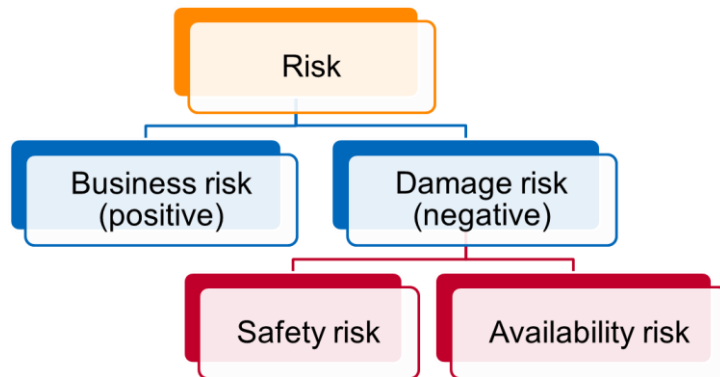 Risk
Business risk
(positive)
Damage risk
(negative)
Safety risk
Availability risk